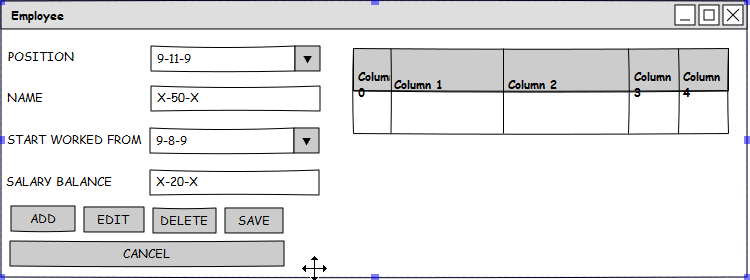 Employee
POSITION
9-11-9
NAME
X-50-X
START WORKED FROM
9-8-9
SALARY BALANCE
X-20-X
ADD EDIT DELETE SAVE
CANCEL
Colum Column 1 Column 2 Column Column
0 3 4